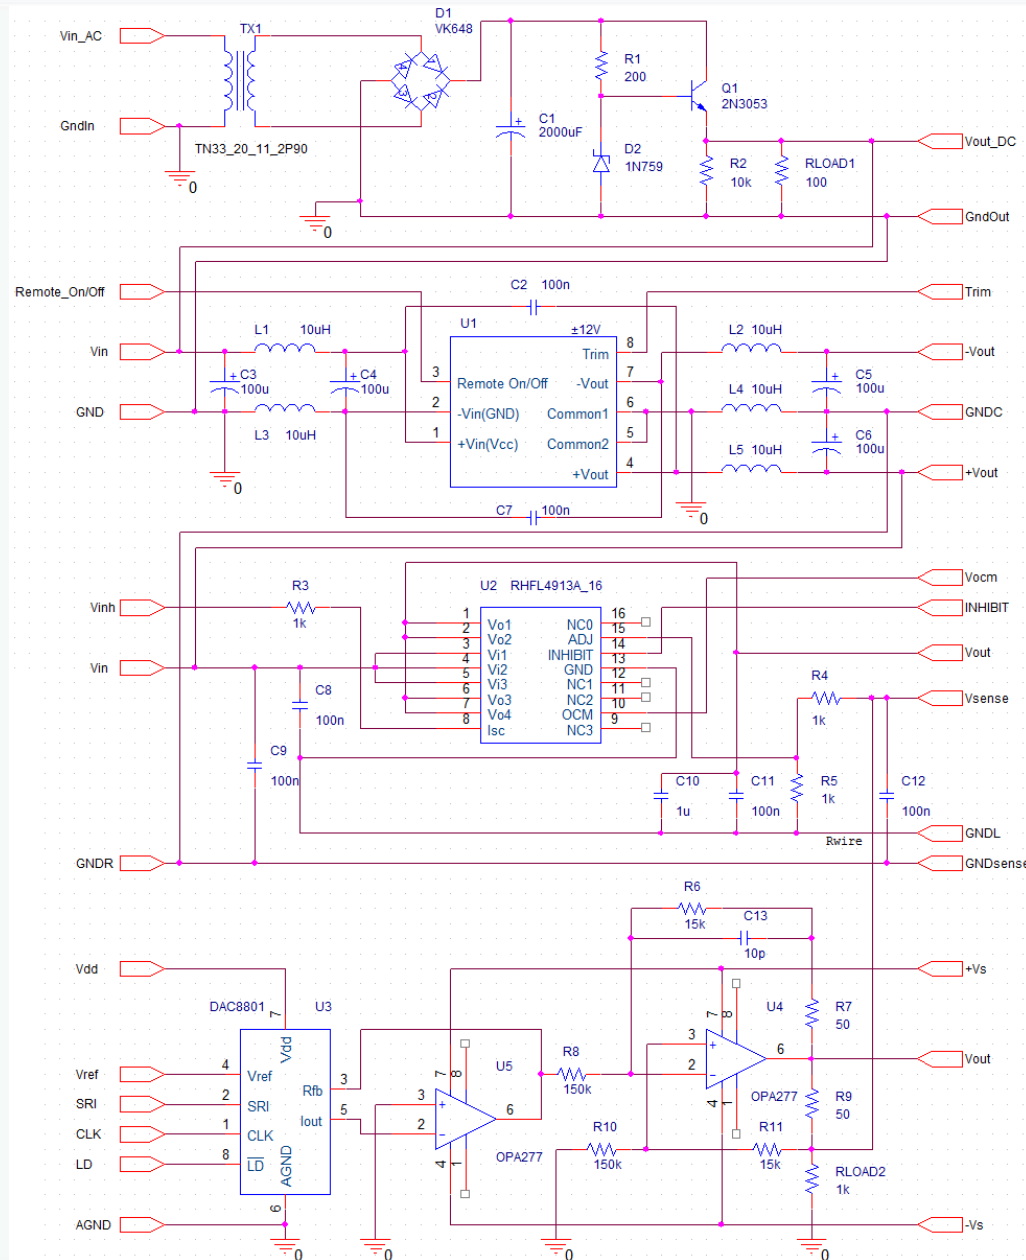 Vin_AC
TX1
D1
VK648
R1
200
Q1
2N3053
C1
2000uF
GndIn
TN33_20_11_2P90
D2
1N759
R2
10k
RLOAD1
100
Vout_DC
0
GndOut
0
Remote_On/Off
C2 100n
Trim
L1 10uH
U1
±12V
L2 10uH
Vin
-Vout
C3
100u
C4
100u
3 Remote On/Off
2 -Vin(GND)
1 +Vin(Vcc)
Trim 8
-Vout 7
Common1 6
Common2 5
+Vout 4
C5
100u
GND
L4 10uH
GNDC
L3 10uH
C6
100u
L5 10uH
+Vout
0
C7 100n
0
R3
1k
U2 RHFL4913A_16
Vocm
Vinh
INHIBIT
1 Vo1
2 Vo2
3 Vi1
4 Vi2
5 Vi3
6 Vo3
7 Vo4
8 Isc
NC0 16
ADJ 15
INHIBIT 14
GND 13
NC1 12
NC2 11
OCM 10
NC3 9
Vout
Vin
R4
1k
Vsense
C8
100n
C9
100n
C10
1u
C11
100n
R5
1k
C12
100n
Rwire
GNDL
GNDR
GNDsense
R6
15k
C13
10p
Vdd
+Vs
DAC8801
U3
7
Vdd
7
8
U5
R8
150k
7
8
U4
R7
50
Vref
4 Vref
Rfb 3
3 +
2 -
6
3 +
2 -
6
Vout
SRI
2 SRI
Iout 5
OPA277
R9
50
CLK
1 CLK
4
1
OPA277
4
1
LD
8 LD
AGND
6
R10
150k
R11
15k
RLOAD2
1k
AGND
-Vs
0
0
0
0